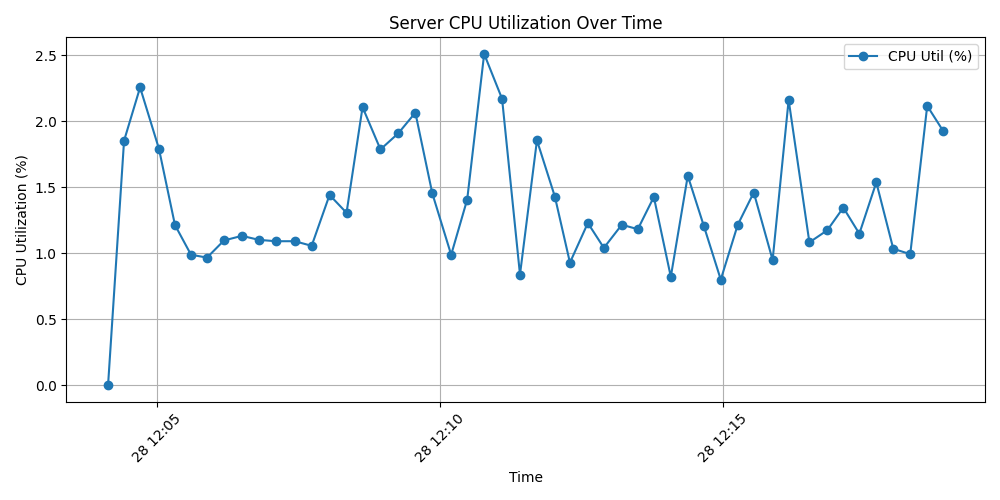 Server CPU Utilization Over Time
CPU Util (%)
CPU Utilization (%)
2.5
2.0
1.5
1.0
0.5
0.0
28 12:05
28 12:10
28 12:15
Time